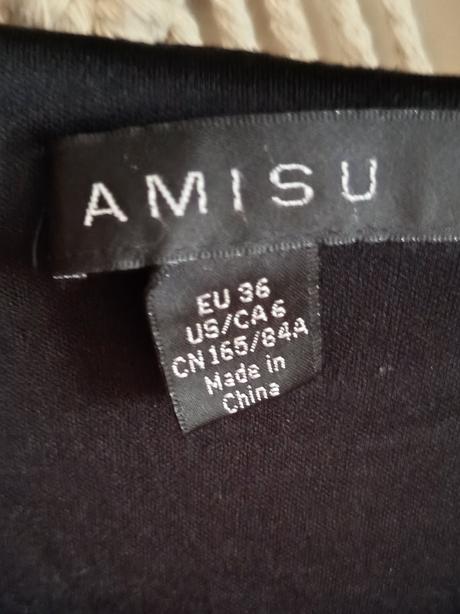 AMISU
EU 36
US/CA 6
CN 165/84A
Made in
China